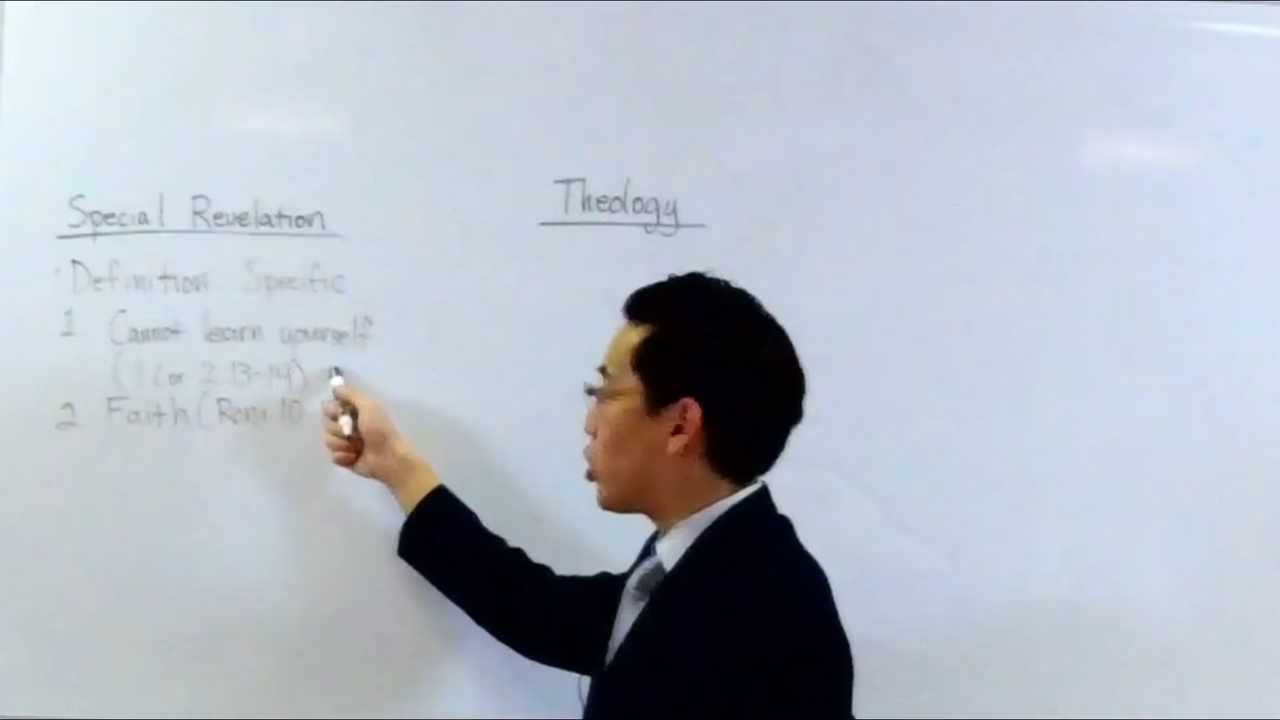 Special Revelation
Definition: Specific
1. Cannot learn yourself
(1 Cor 2:13-14)
2. Faith (Rom 10
Theology